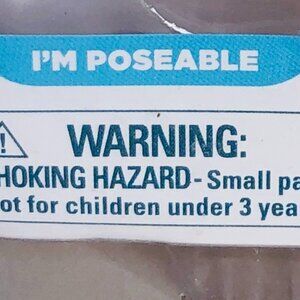 I'M POSEABLE
! WARNING:
HOKING HAZARD - Small pa
ot for children under 3 yea